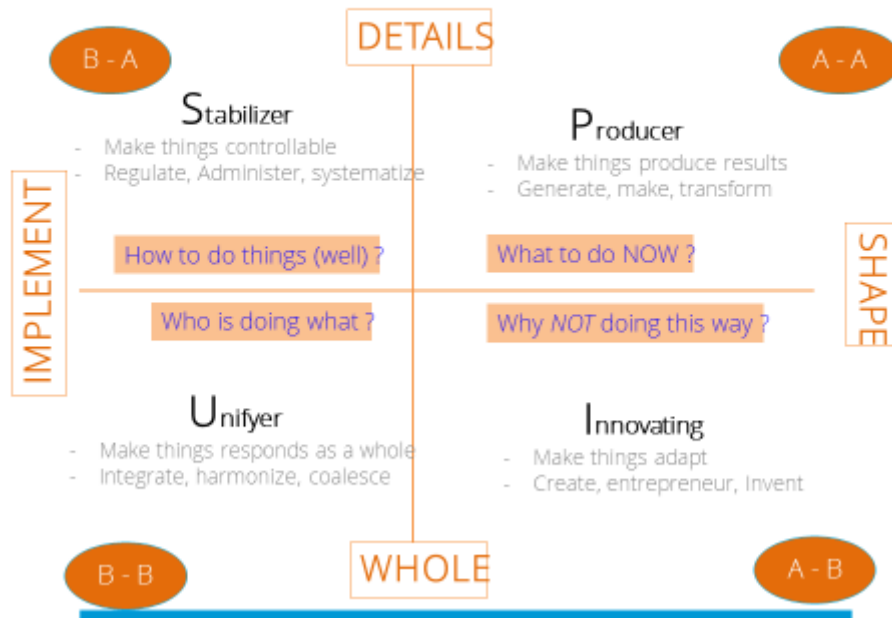 DETAILS
B - A
A - A
Stabilizer
- Make things controllable
- Regulate, Administer, systematize
Producer
- Make things produce results
- Generate, make, transform
IMPLEMENT
SHAPE
How to do things (well) ?
What to do NOW ?
Who is doing what ?
Why NOT doing this way ?
Unifyer
- Make things responds as a whole
- Integrate, harmonize, coalesce
Innovating
- Make things adapt
- Create, entrepreneur, Invent
B - B
WHOLE
A - B